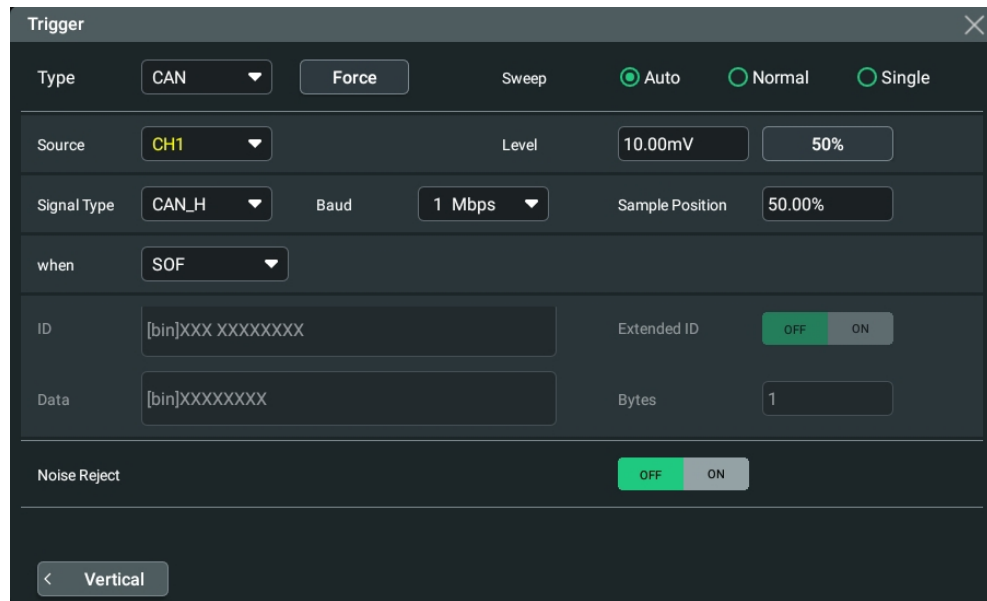 Trigger
Type CAN Force Sweep Auto Normal Single
Source CH1 Level 10.00mV 50%
Signal Type CAN_H Baud 1 Mbps Sample Position 50.00%
when SOF
ID [bin]XXX XXXXXXXX Extended ID OFF ON
Data [bin]XXXXXXXX Bytes 1
Noise Reject OFF ON
< Vertical